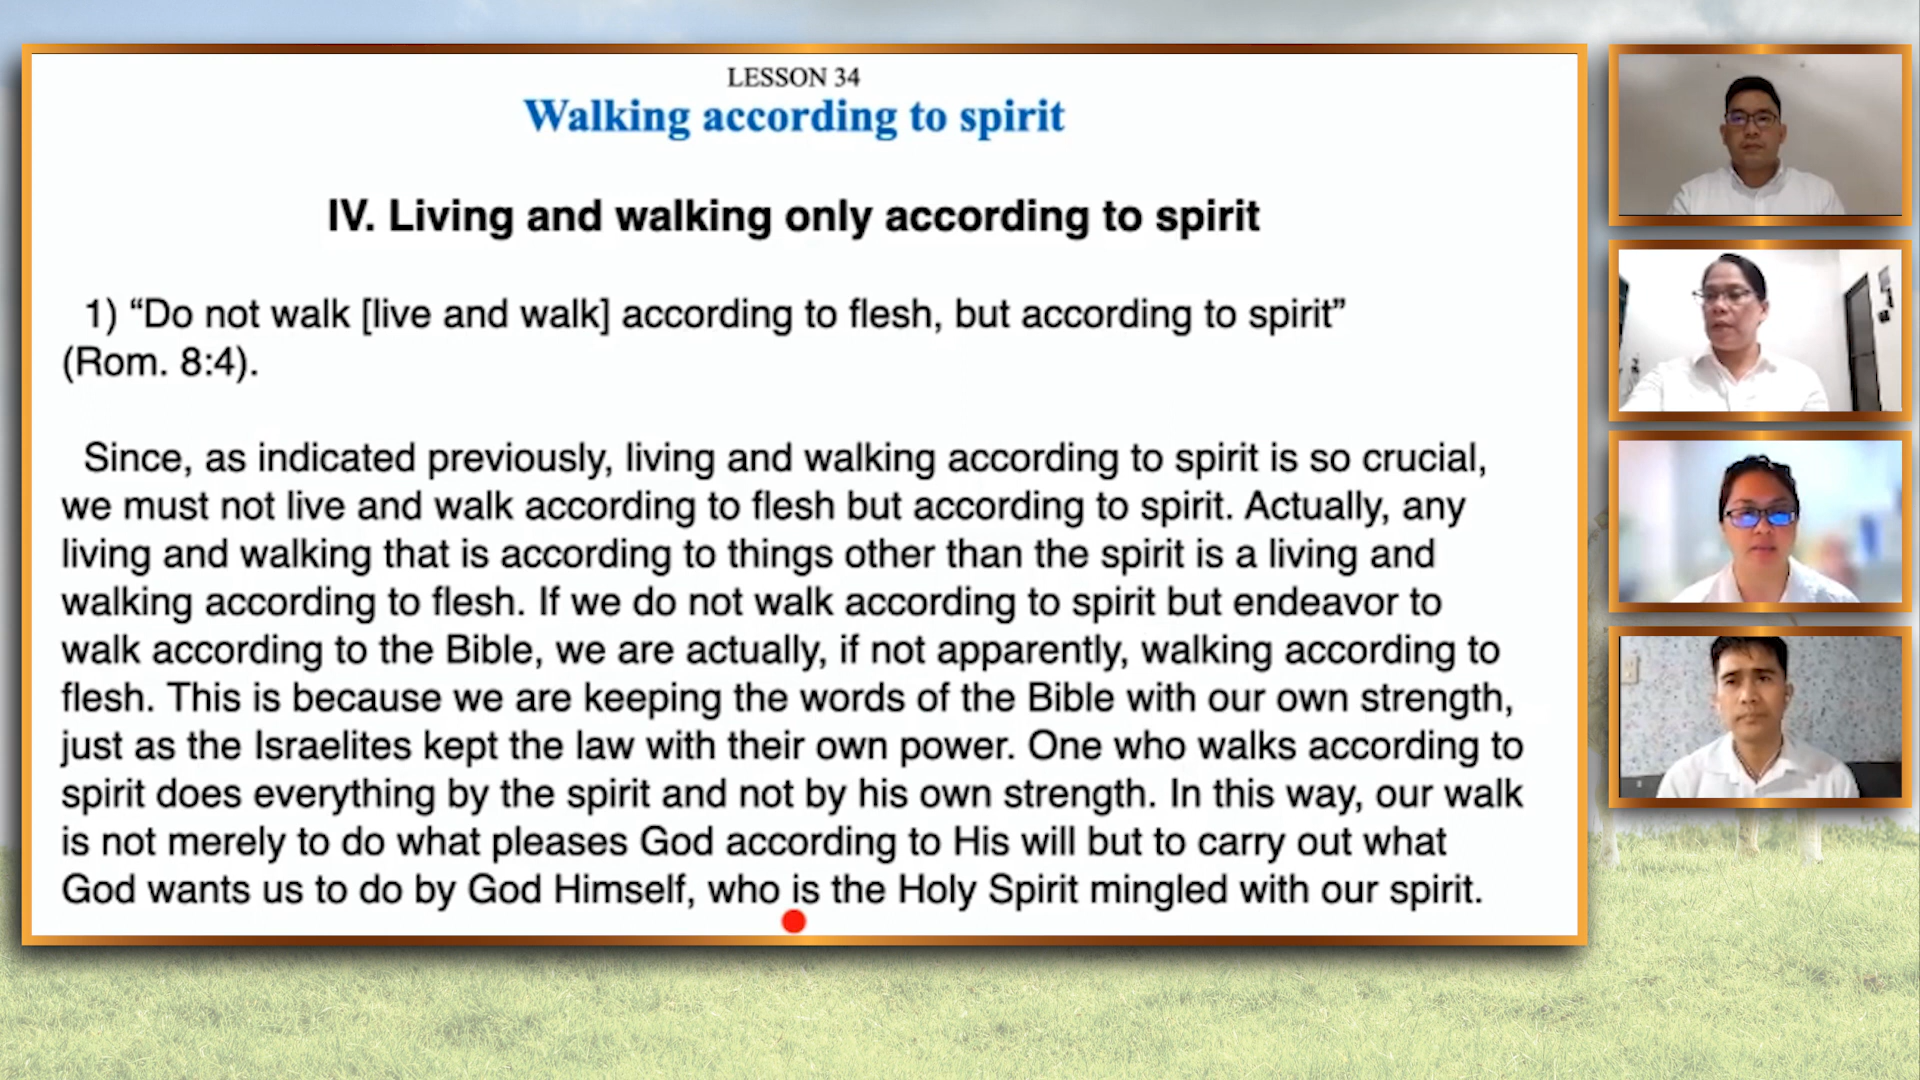 LESSON 34
Walking according to spirit
IV. Living and walking only according to spirit
1) “Do not walk [live and walk] according to flesh, but according to spirit”
(Rom. 8:4).
Since, as indicated previously, living and walking according to spirit is so crucial,
we must not live and walk according to flesh but according to spirit. Actually, any
living and walking that is according to things other than the spirit is a living and
walking according to flesh. If we do not walk according to spirit but endeavor to
walk according to the Bible, we are actually, if not apparently, walking according to
flesh. This is because we are keeping the words of the Bible with our own strength,
just as the Israelites kept the law with their own power. One who walks according to
spirit does everything by the spirit and not by his own strength. In this way, our walk
is not merely to do what pleases God according to His will but to carry out what
God wants us to do by God Himself, who is the Holy Spirit mingled with our spirit.